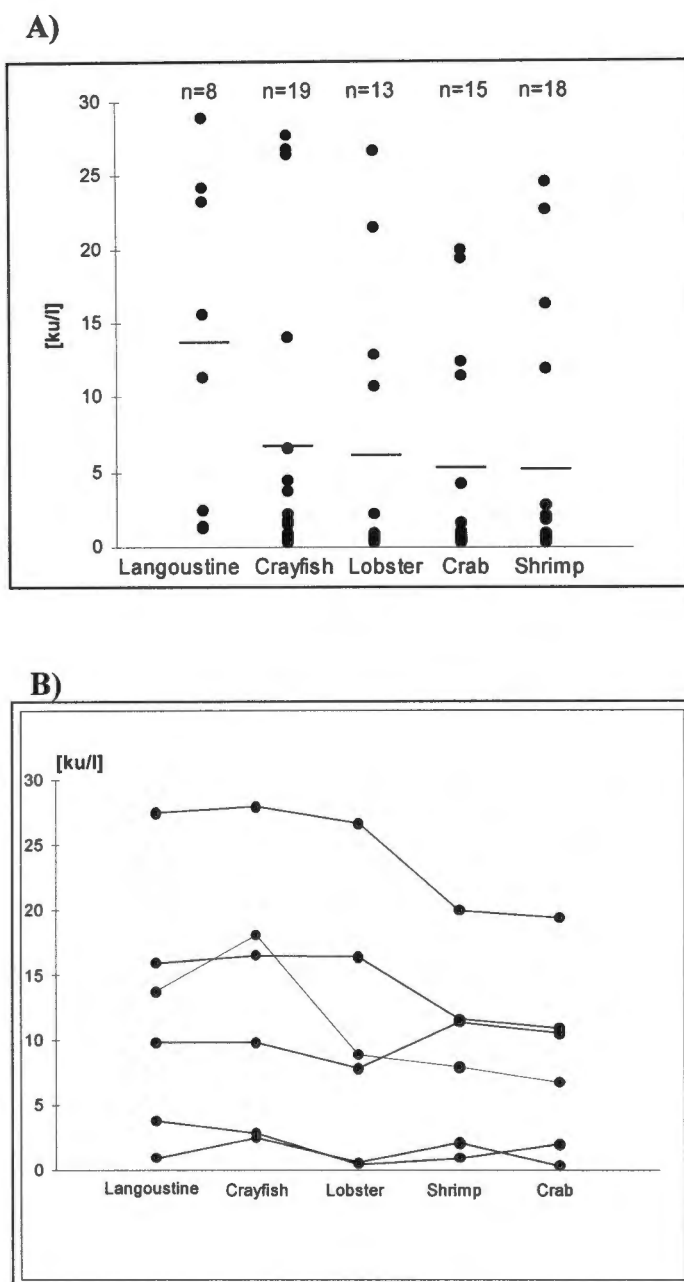 A)
n=8 n=19 n=13 n=15 n=18
30
25
20
15
10
5
0
[ku/l]
Langoustine Crayfish Lobster Crab Shrimp
B)
[ku/l]
30
25
20
15
10
5
0
Langoustine Crayfish Lobster Shrimp Crab